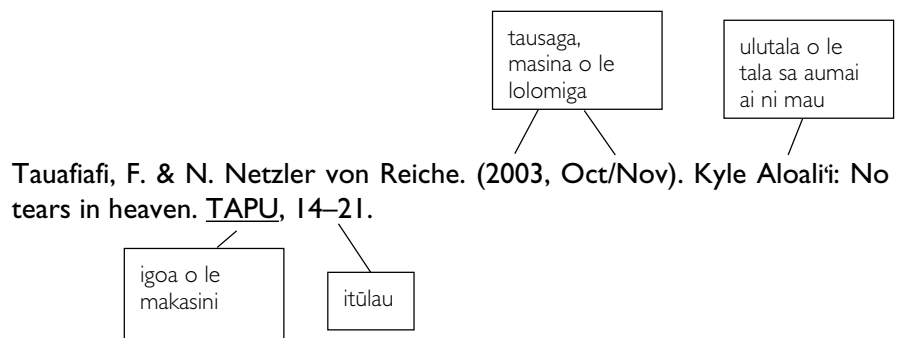 tausaga,
masina o le
lolomiga
ulutala o le
tala sa aumai
ai ni mau
Tauafiafi, F. & N. Netzler von Reiche. (2003, Oct/Nov). Kyle Aloali‘i: No
tears in heaven. TAPU, 14–21.
igoa o le
makasini
itūlau